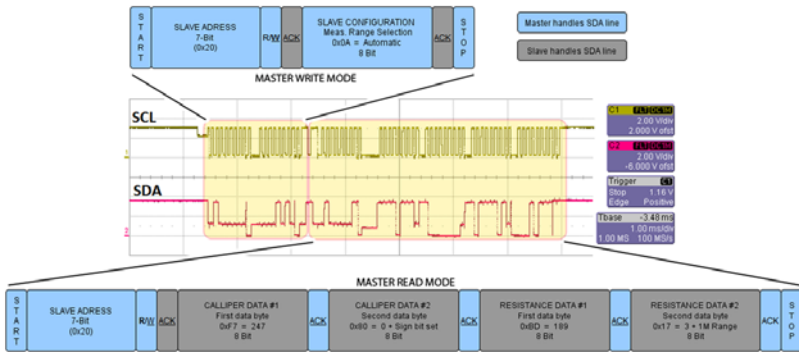 START
SLAVE ADRESS
7-Bit
(0x20)
R/W
ACK
SLAVE CONFIGURATION
Meas. Range Selection
0x0A = Automatic
8 Bit
ACK
STOP
Master handles SDA line
Slave handles SDA line
MASTER WRITE MODE
SCL
SDA
1
2
C1 FLT DC1M
2.00 V/div
2.000 V ofst
C2 FLT DC1M
2.00 V/div
-6.000 V ofst
Trigger C1
Stop 1.16 V
Edge Positive
Tbase -3.48 ms
1.00 ms/div
1.00 MS 100 MS/s
MASTER READ MODE
START
SLAVE ADRESS
7-Bit
(0x20)
R/W
ACK
CALLIPER DATA #1
First data byte
0xF7 = 247
8 Bit
ACK
CALLIPER DATA #2
Second data byte
0x80 = 0 + Sign bit set
8 Bit
ACK
RESISTANCE DATA #1
First data byte
0xBD = 189
8 Bit
ACK
RESISTANCE DATA #2
Second data byte
0x17 = 3 + 1M Range
8 Bit
ACK
STOP